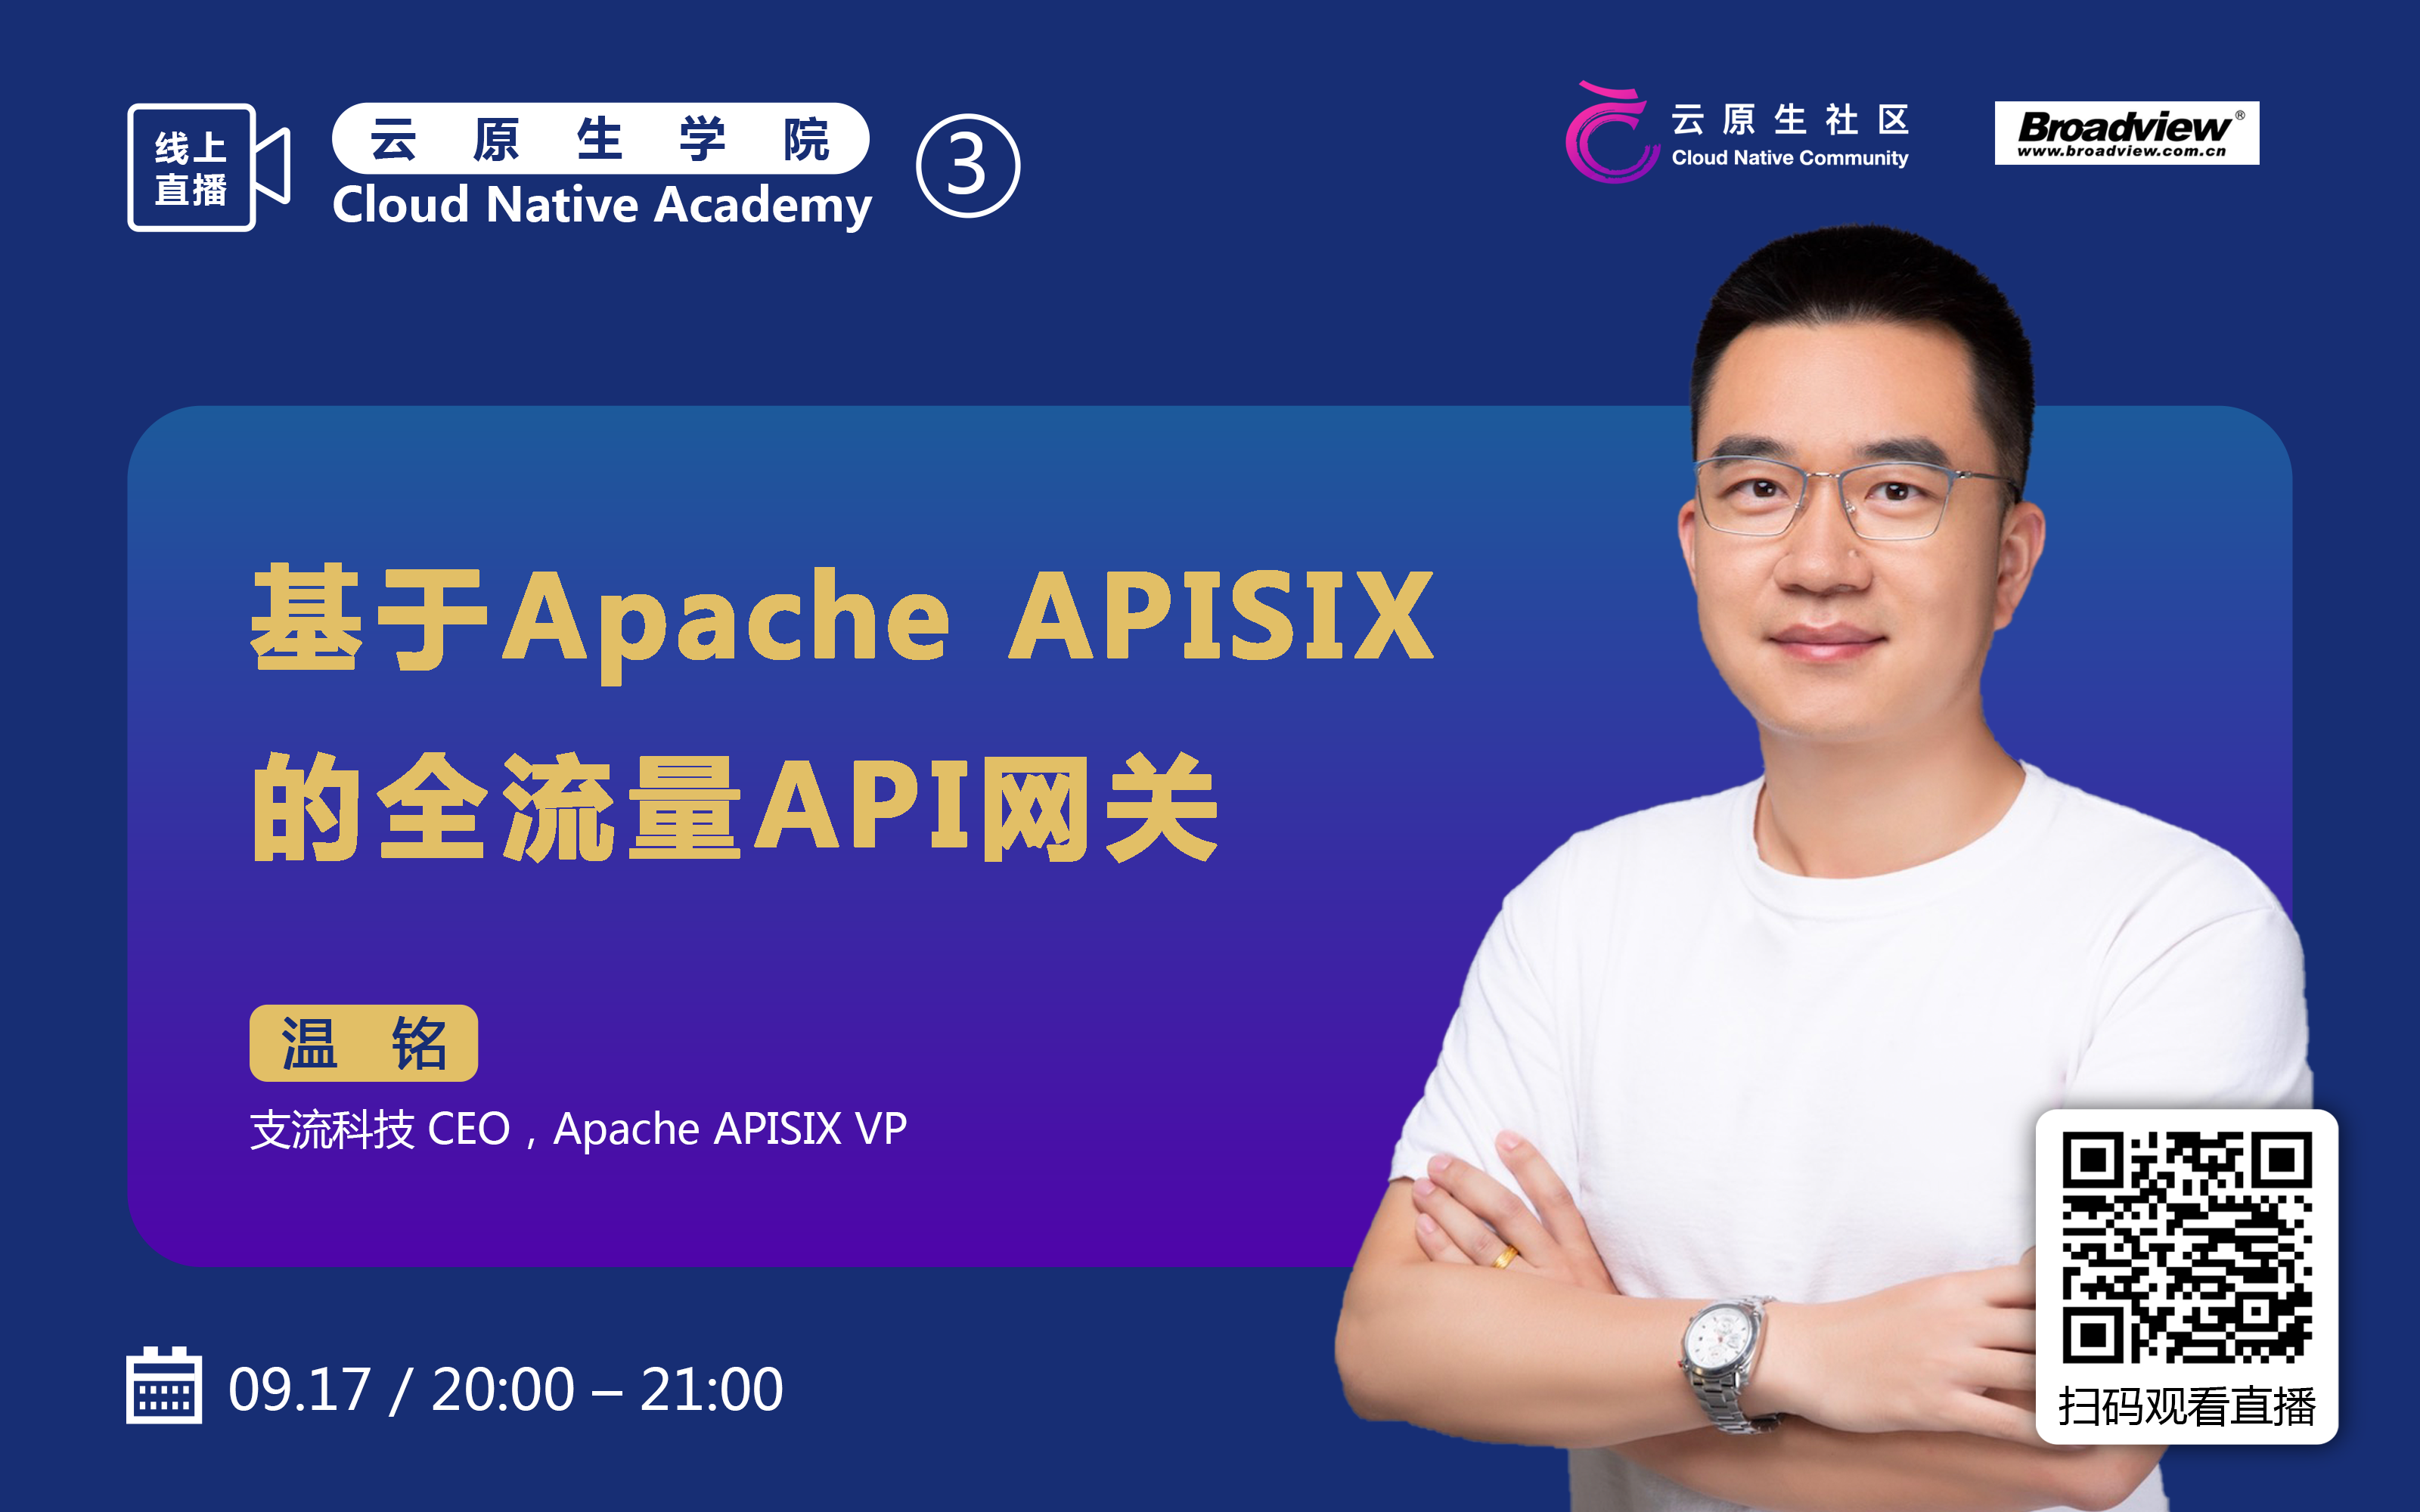 线上
直播
云原生学院
Cloud Native Academy
③
云原生社区
Cloud Native Community
Broadview®
www.broadview.com.cn
基于Apache APISIX
的全流量API网关
温铭
支流科技 CEO，Apache APISIX VP
09.17 / 20:00 – 21:00
扫码观看直播